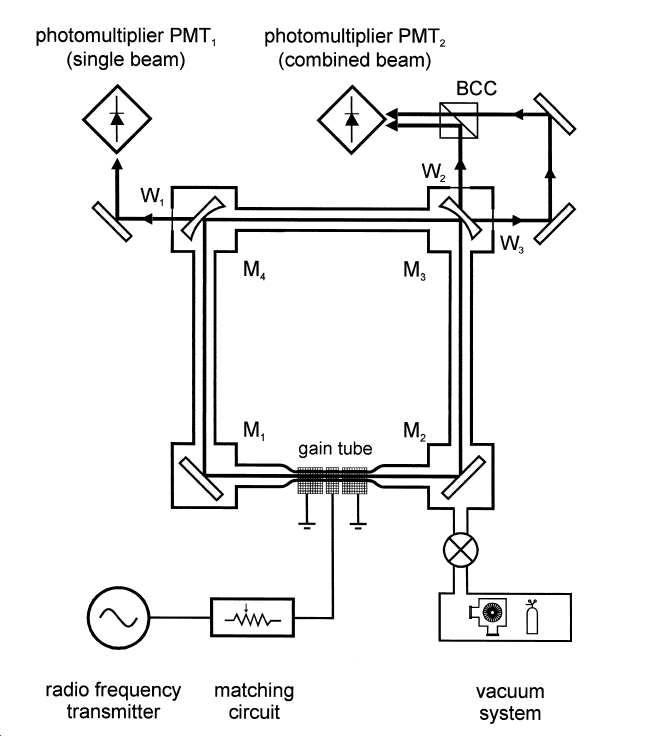 photomultiplier PMT₁
(single beam)
photomultiplier PMT₂
(combined beam)
BCC
W₁
W₂
W₃
M₄
M₃
M₁
M₂
gain tube
radio frequency
transmitter
matching
circuit
vacuum
system